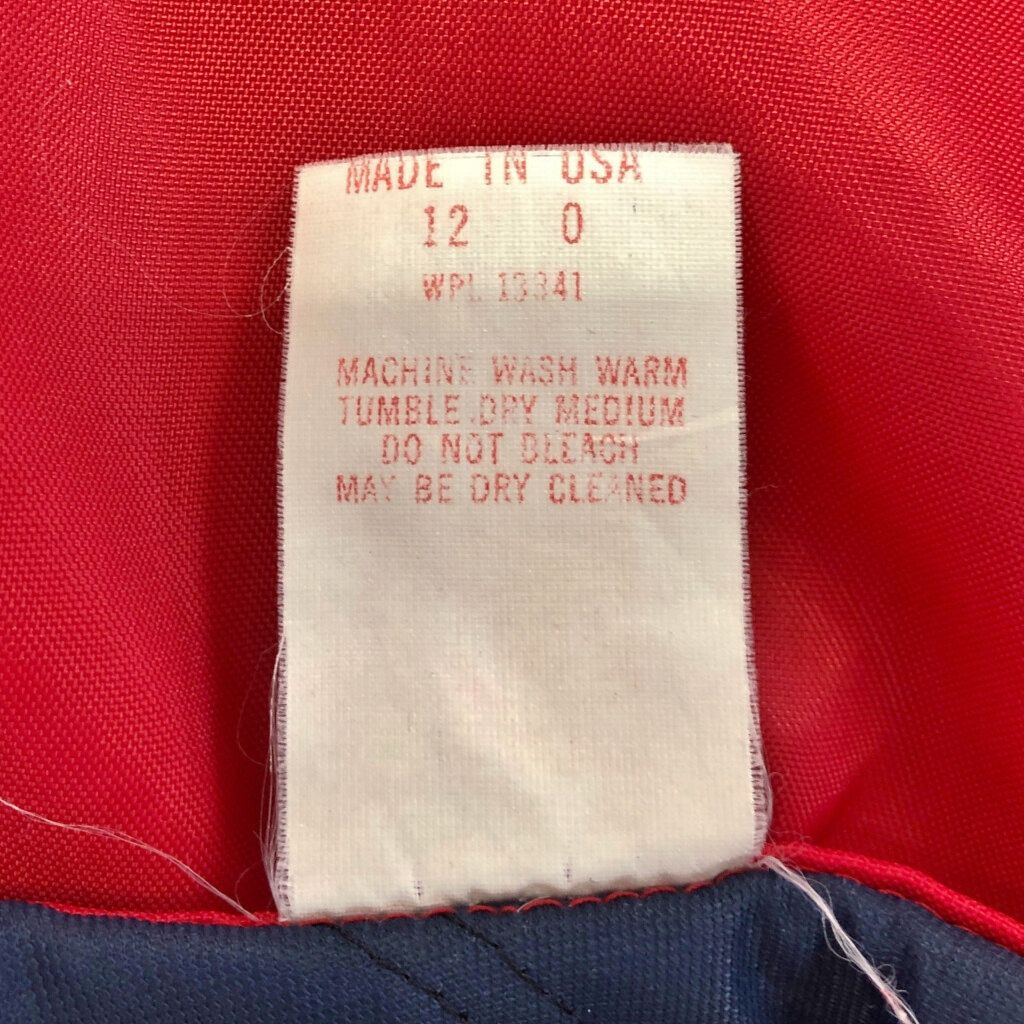 MADE IN USA
12 0
WPL 13341
MACHINE WASH WARM
TUMBLE DRY MEDIUM
DO NOT BLEACH
MAY BE DRY CLEANED